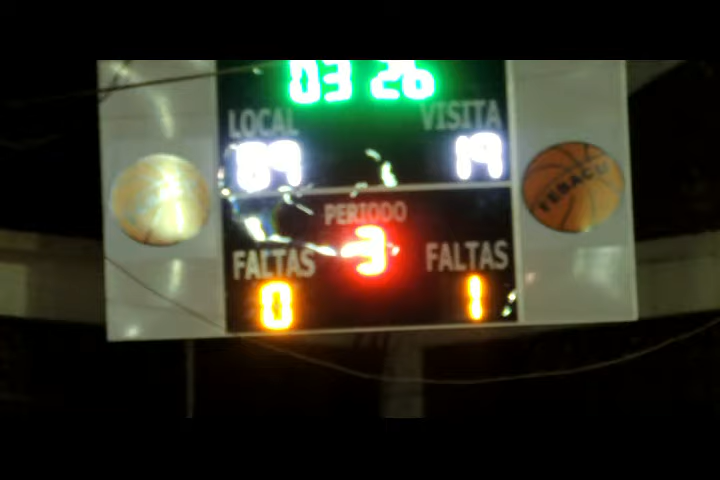 03 26
LOCAL VISITA
19
PERIODO
3
FALTAS FALTAS
0 1